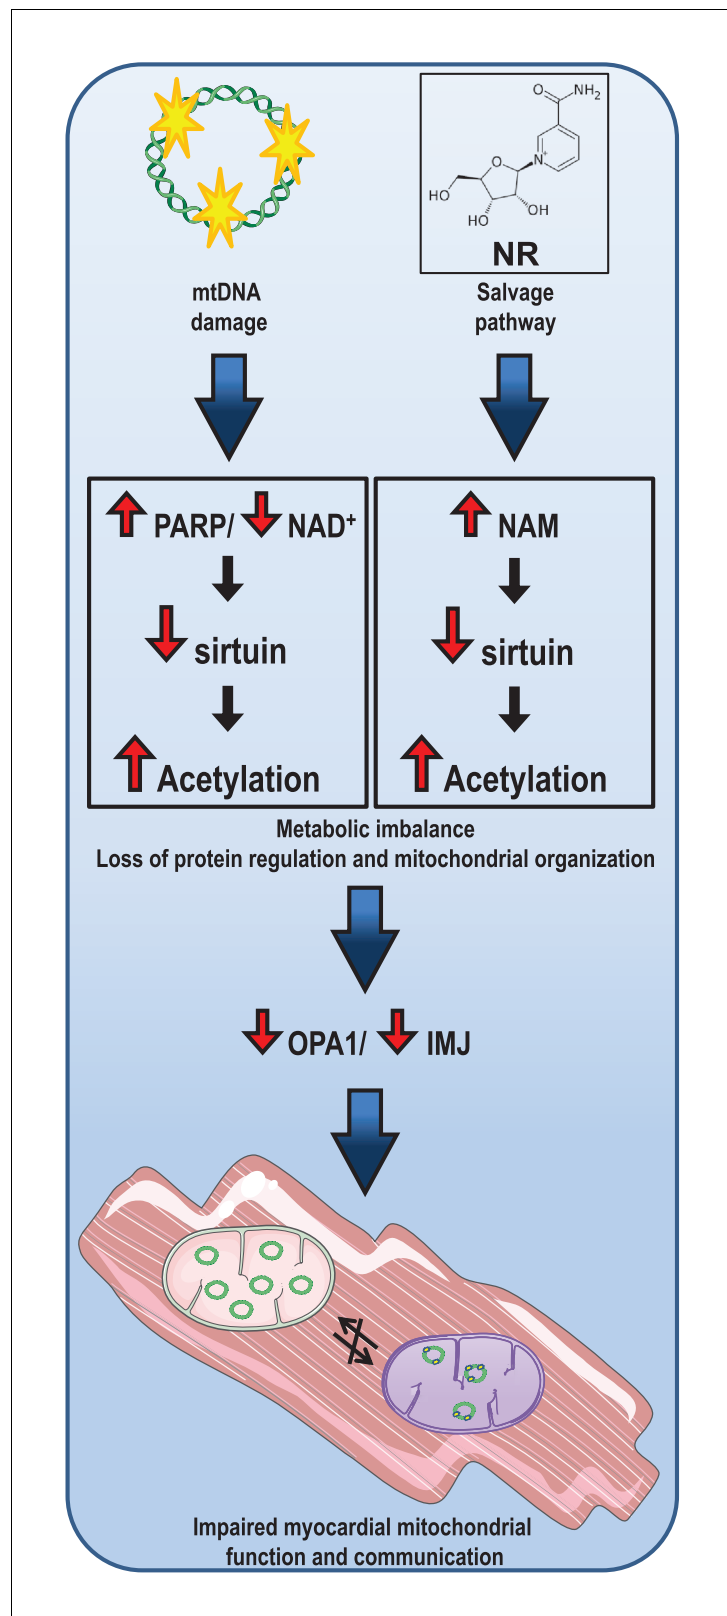 O
NH₂
N⁺
O
HO
HO
OH
NR
mtDNA
damage
Salvage
pathway
PARP/ NAD⁺
sirtuin
Acetylation
NAM
sirtuin
Acetylation
Metabolic imbalance
Loss of protein regulation and mitochondrial organization
OPA1/ IMJ
Impaired myocardial mitochondrial
function and communication